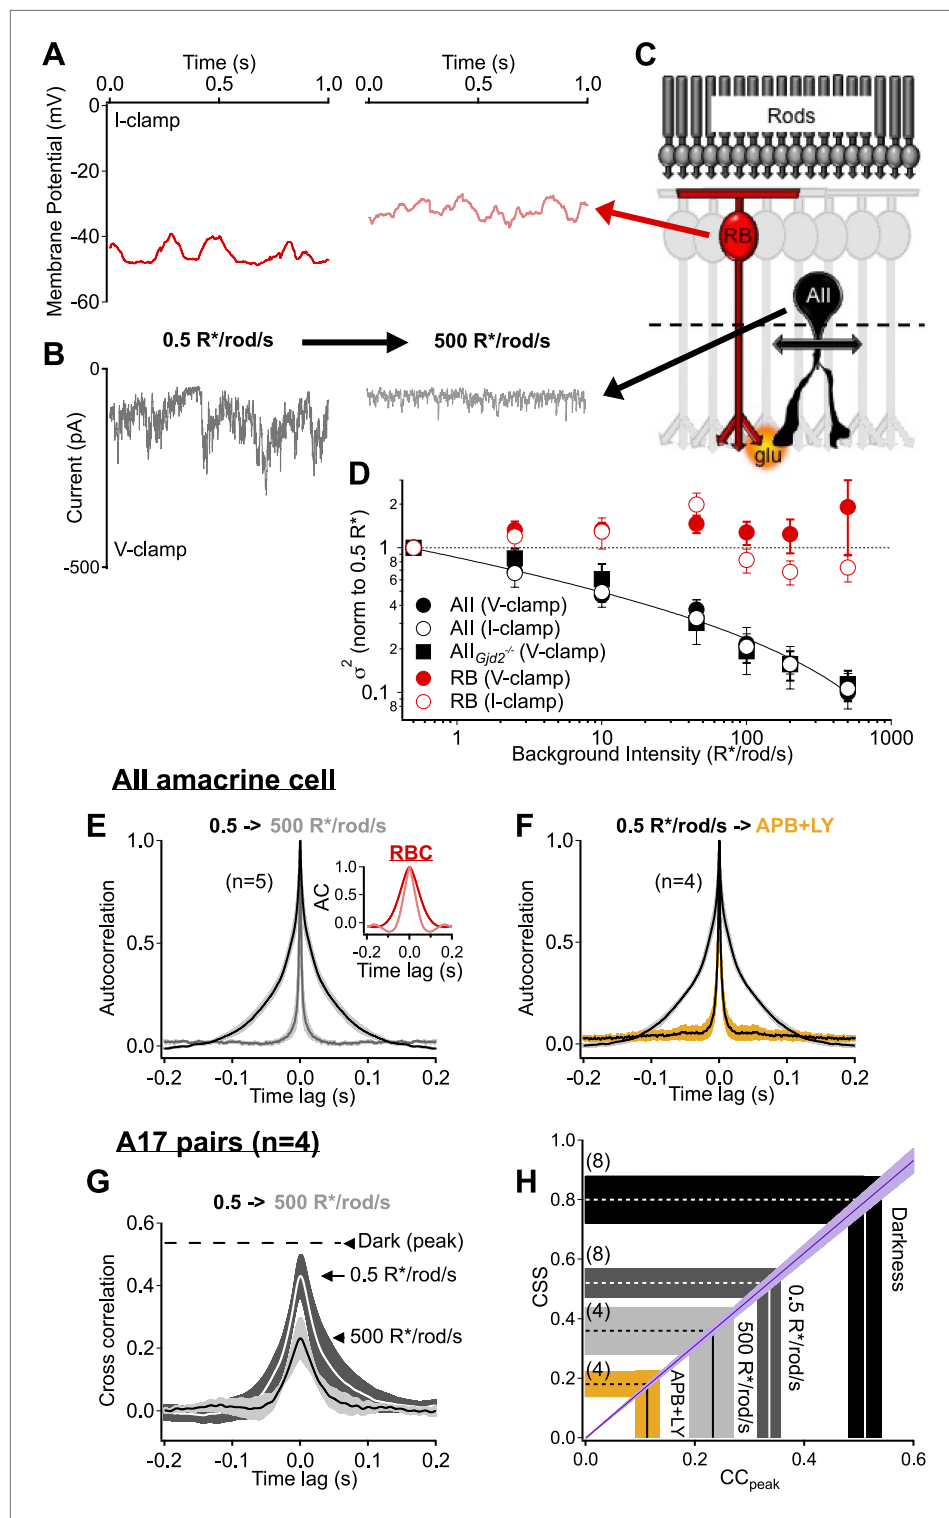 A
Time (s)
0.0 0.5 1.0
0.0 0.5 1.0
C
Membrane Potential (mV)
0
-20
-40
-60
I-clamp
Rods
RB
AII
glu
0.5 R*/rod/s
500 R*/rod/s
B
Current (pA)
0
-500
V-clamp
D
σ2 (norm to 0.5 R*)
2
1
8
6
4
2
0.1
8
AII (V-clamp)
AII (I-clamp)
AIIGjd2-/- (V-clamp)
RB (V-clamp)
RB (I-clamp)
1 10 100 1000
Background Intensity (R*/rod/s)
AII amacrine cell
E
0.5 -> 500 R*/rod/s
Autocorrelation
1.0
0.5
0.0
(n=5)
RBC
AC
1.0
0.5
0.0
-0.2 0.0 0.2
Time lag (s)
-0.2 -0.1 0.0 0.1 0.2
Time lag (s)
F
0.5 R*/rod/s -> APB+LY
Autocorrelation
1.0
0.5
0.0
(n=4)
-0.2 -0.1 0.0 0.1 0.2
Time lag (s)
A17 pairs (n=4)
G
0.5 -> 500 R*/rod/s
Cross correlation
0.6
0.4
0.2
0.0
Dark (peak)
0.5 R*/rod/s
500 R*/rod/s
-0.2 -0.1 0.0 0.1 0.2
Time lag (s)
H
CSS
1.0
0.8
0.6
0.4
0.2
0.0
(8)
(8)
(4)
(4)
APB+LY
500 R*/rod/s
0.5 R*/rod/s
Darkness
0.0 0.2 0.4 0.6
CCpeak